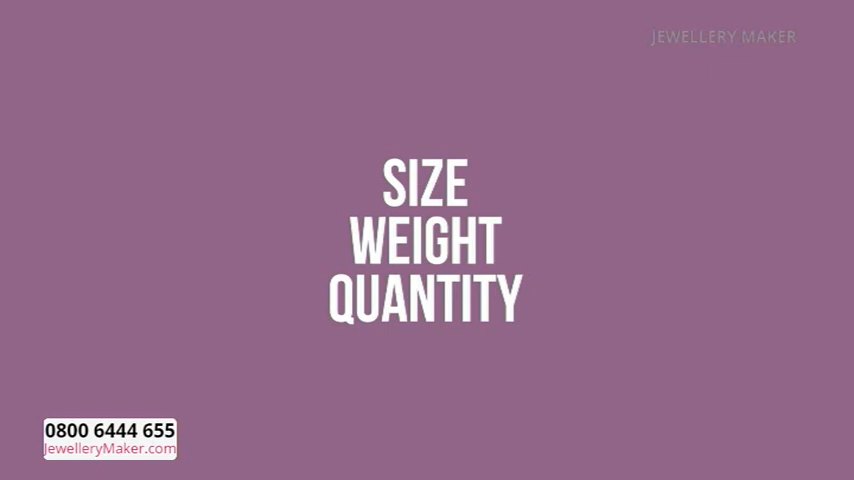 JEWELLERY MAKER
SIZE
WEIGHT
QUANTITY
0800 6444 655
JewelleryMaker.com